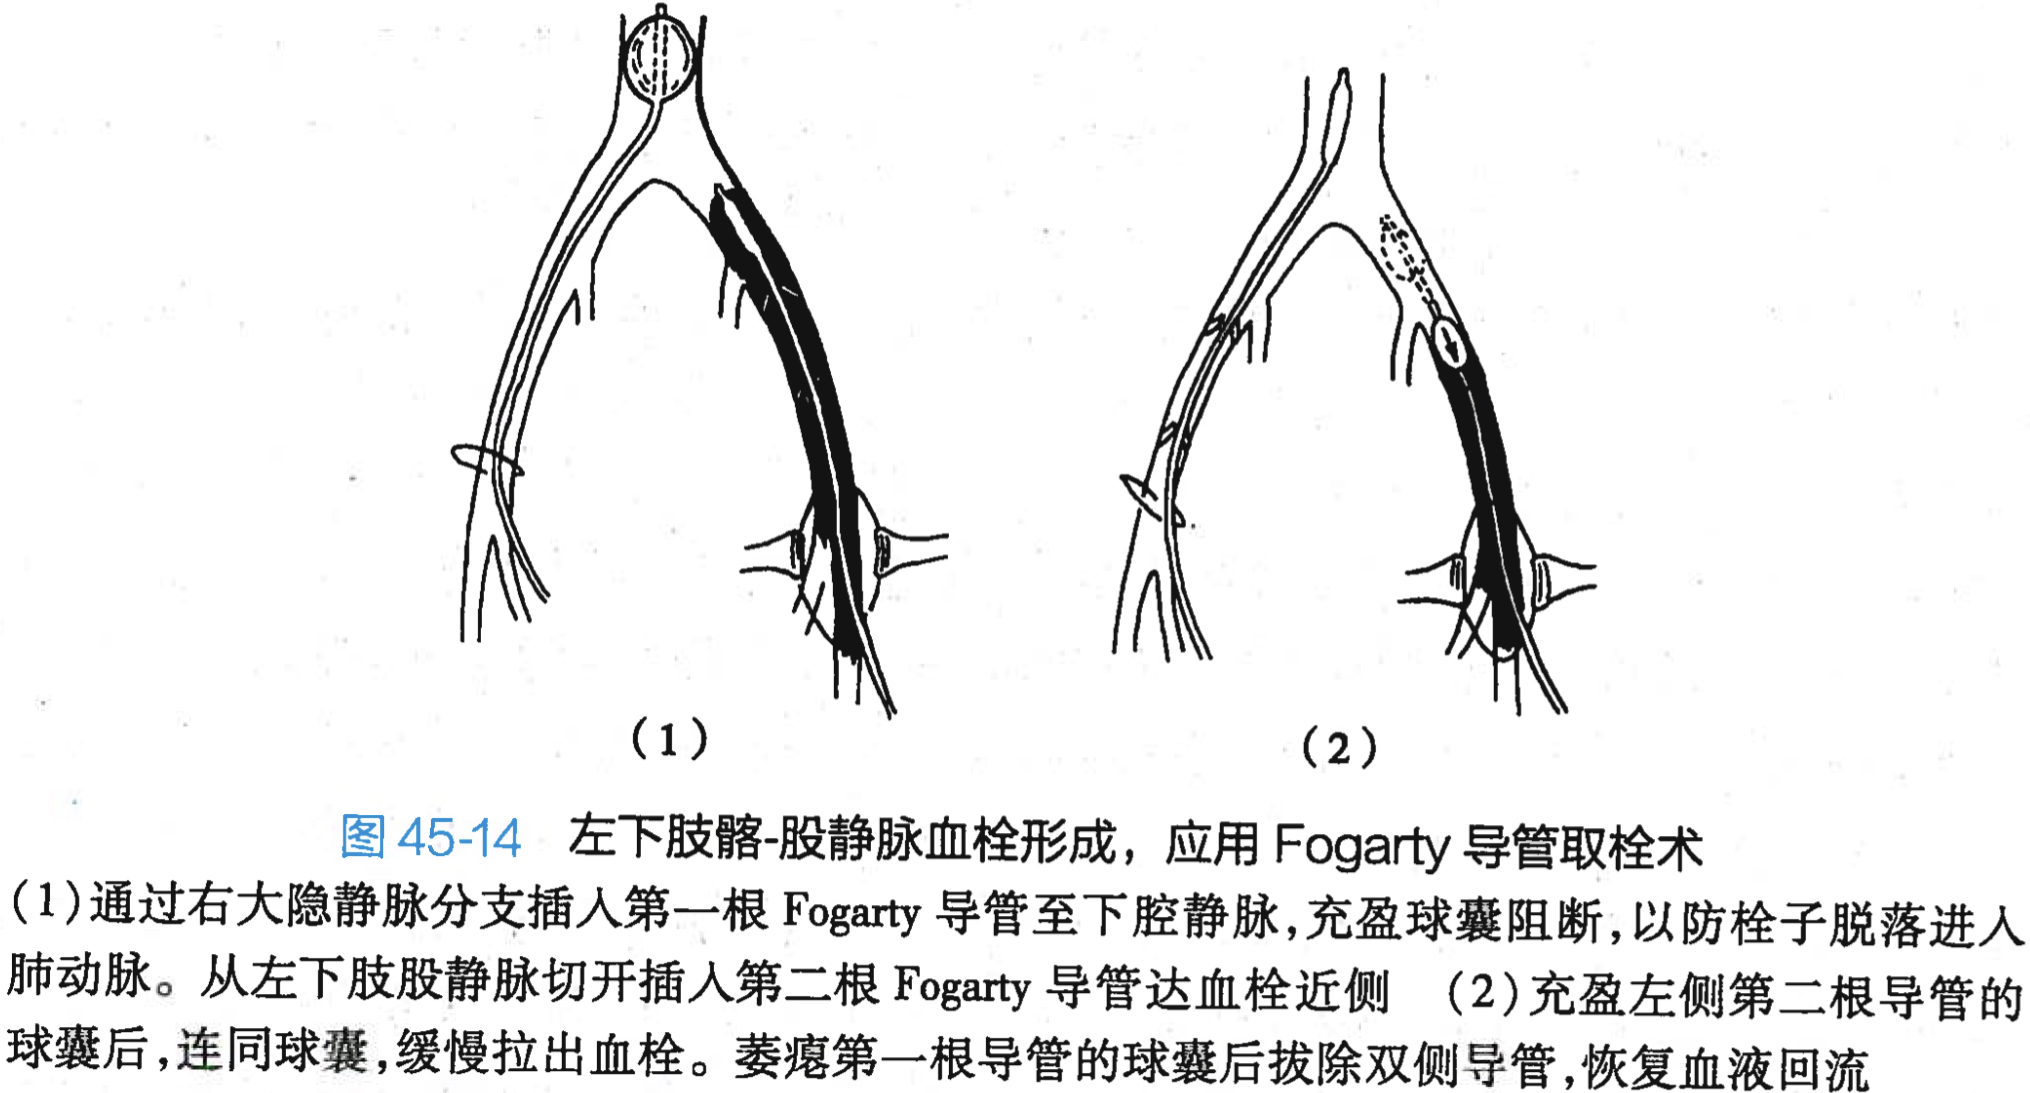 (1)
(2)
图 45-14 左下肢髂-股静脉血栓形成，应用 Fogarty 导管取栓术
(1)通过右大隐静脉分支插入第一根 Fogarty 导管至下腔静脉,充盈球囊阻断,以防栓子脱落进入
肺动脉。从左下肢股静脉切开插入第二根 Fogarty 导管达血栓近侧 (2)充盈左侧第二根导管的
球囊后,连同球囊,缓慢拉出血栓。萎瘪第一根导管的球囊后拔除双侧导管,恢复血液回流